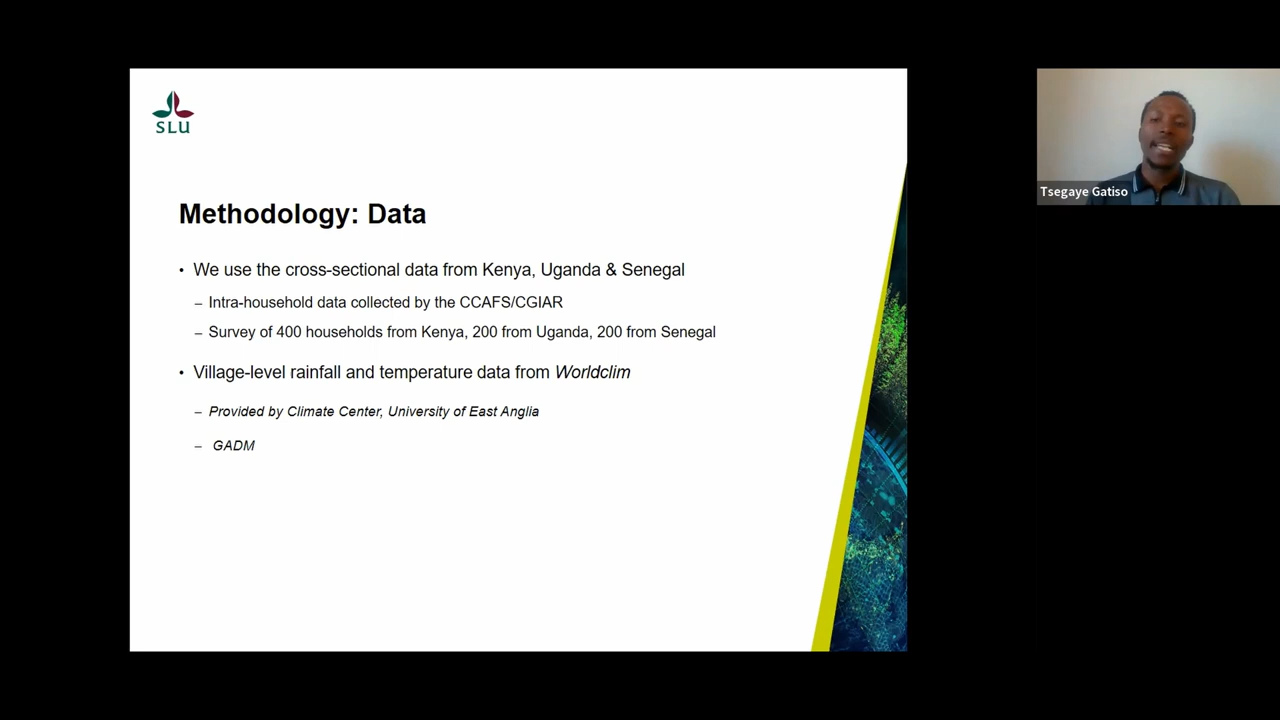 SLU
Methodology: Data
• We use the cross-sectional data from Kenya, Uganda & Senegal
– Intra-household data collected by the CCAFS/CGIAR
– Survey of 400 households from Kenya, 200 from Uganda, 200 from Senegal
• Village-level rainfall and temperature data from Worldclim
– Provided by Climate Center, University of East Anglia
– GADM
Tsegaye Gatiso